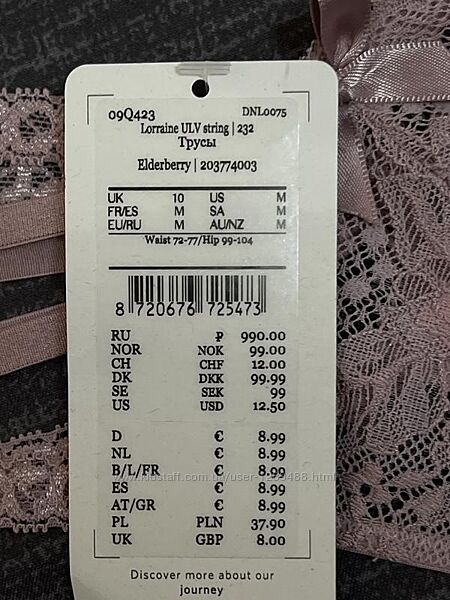 09Q423 DNL0075
Lorraine ULV string | 232
Трусы
Elderberry | 203774003
UK 10 US M
FR/ES M SA M
EU/RU M AU/NZ M
Waist 72-77/Hip 99-104
8 720676 725473
RU ₽ 990.00
NOR NOK 99.00
CH CHF 12.00
DK DKK 99.99
SE SEK 99
US USD 12.50
D € 8.99
NL € 8.99
B/L/FR € 8.99
ES € 8.99
AT/GR € 8.99
PL PLN 37.90
UK GBP 8.00
Discover more about our
journey